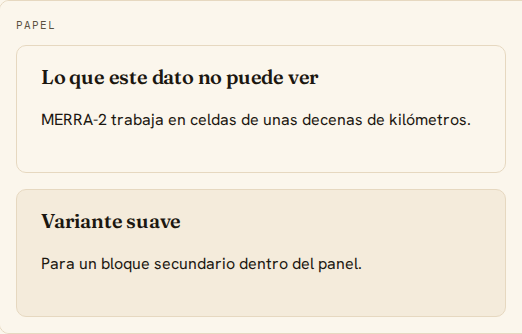 PAPEL
Lo que este dato no puede ver
MERRA-2 trabaja en celdas de unas decenas de kilómetros.
Variante suave
Para un bloque secundario dentro del panel.